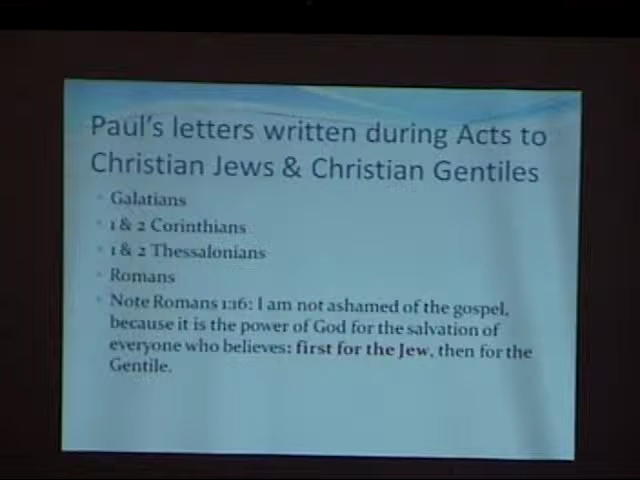 Paul's letters written during Acts to
Christian Jews & Christian Gentiles
Galatians
1 & 2 Corinthians
1 & 2 Thessalonians
Romans
Note Romans 1:16: I am not ashamed of the gospel,
because it is the power of God for the salvation of
everyone who believes: first for the Jew, then for the
Gentile.